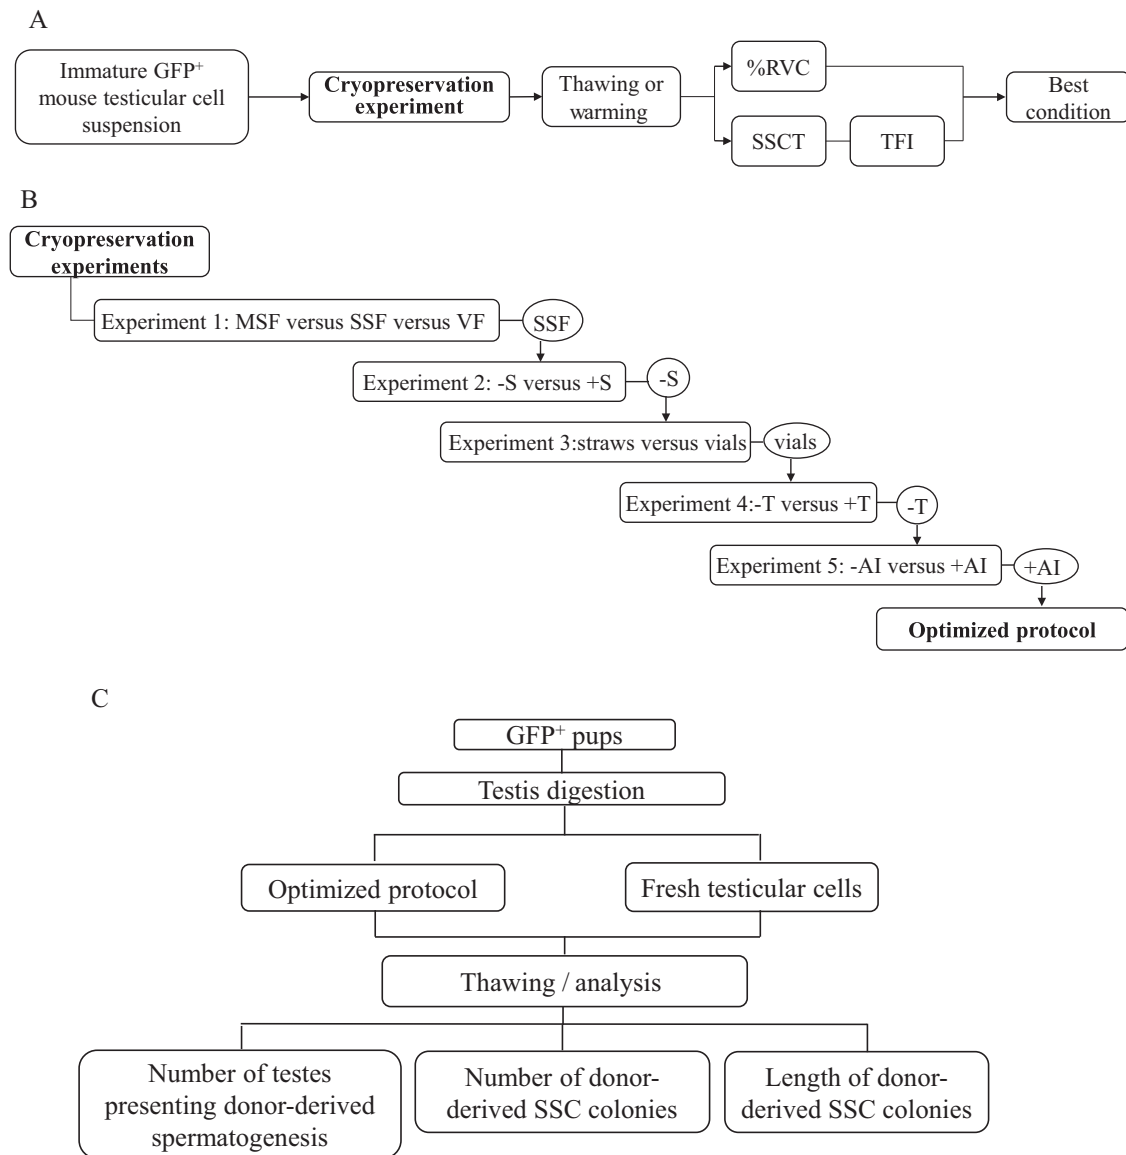 A
Immature GFP⁺
mouse testicular cell
suspension
Cryopreservation
experiment
Thawing or
warming
%RVC
SSCT
TFI
Best
condition
B
Cryopreservation
experiments
Experiment 1: MSF versus SSF versus VF
SSF
Experiment 2: -S versus +S
-S
Experiment 3:straws versus vials
vials
Experiment 4:-T versus +T
-T
Experiment 5: -AI versus +AI
+AI
Optimized protocol
C
GFP⁺ pups
Testis digestion
Optimized protocol
Fresh testicular cells
Thawing / analysis
Number of testes
presenting donor-derived
spermatogenesis
Number of donor-
derived SSC colonies
Length of donor-
derived SSC colonies